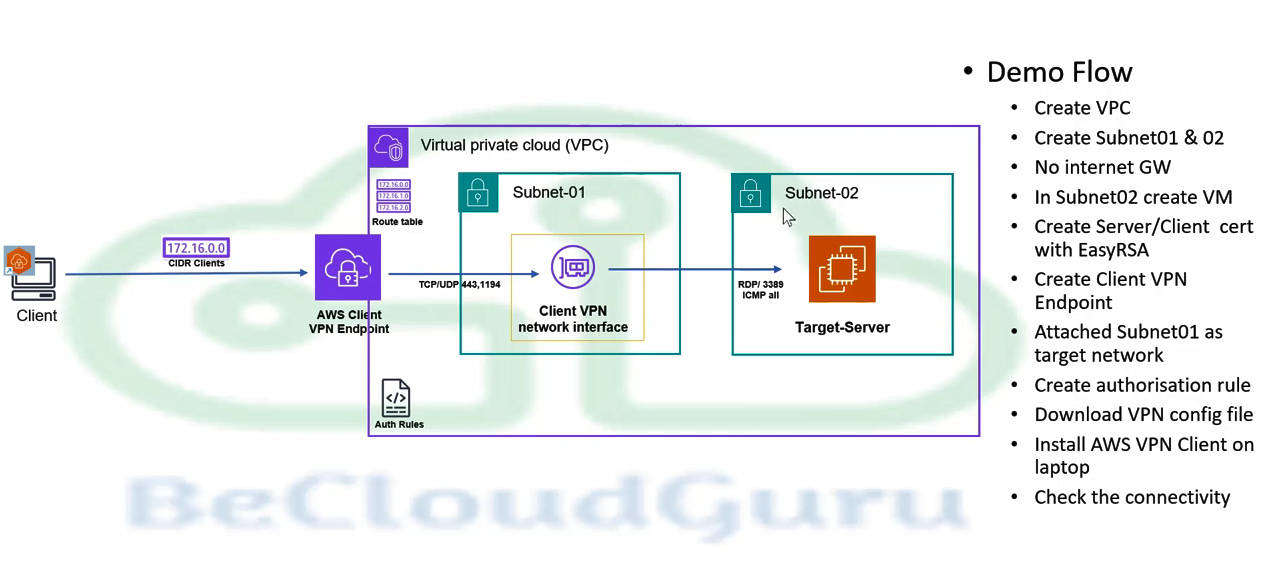 Demo Flow
Create VPC
Create Subnet01 & 02
No internet GW
In Subnet02 create VM
Create Server/Client cert
with EasyRSA
Create Client VPN
Endpoint
Attached Subnet01 as
target network
Create authorisation rule
Download VPN config file
Install AWS VPN Client on
laptop
Check the connectivity
Virtual private cloud (VPC)
172.16.0.0
172.16.1.0
172.16.2.0
Route table
Subnet-01
Subnet-02
172.16.0.0
CIDR Clients
Client
AWS Client
VPN Endpoint
TCP/UDP 443,1194
Client VPN
network interface
RDP/ 3389
ICMP all
Target-Server
Auth Rules
BeCloudGuru